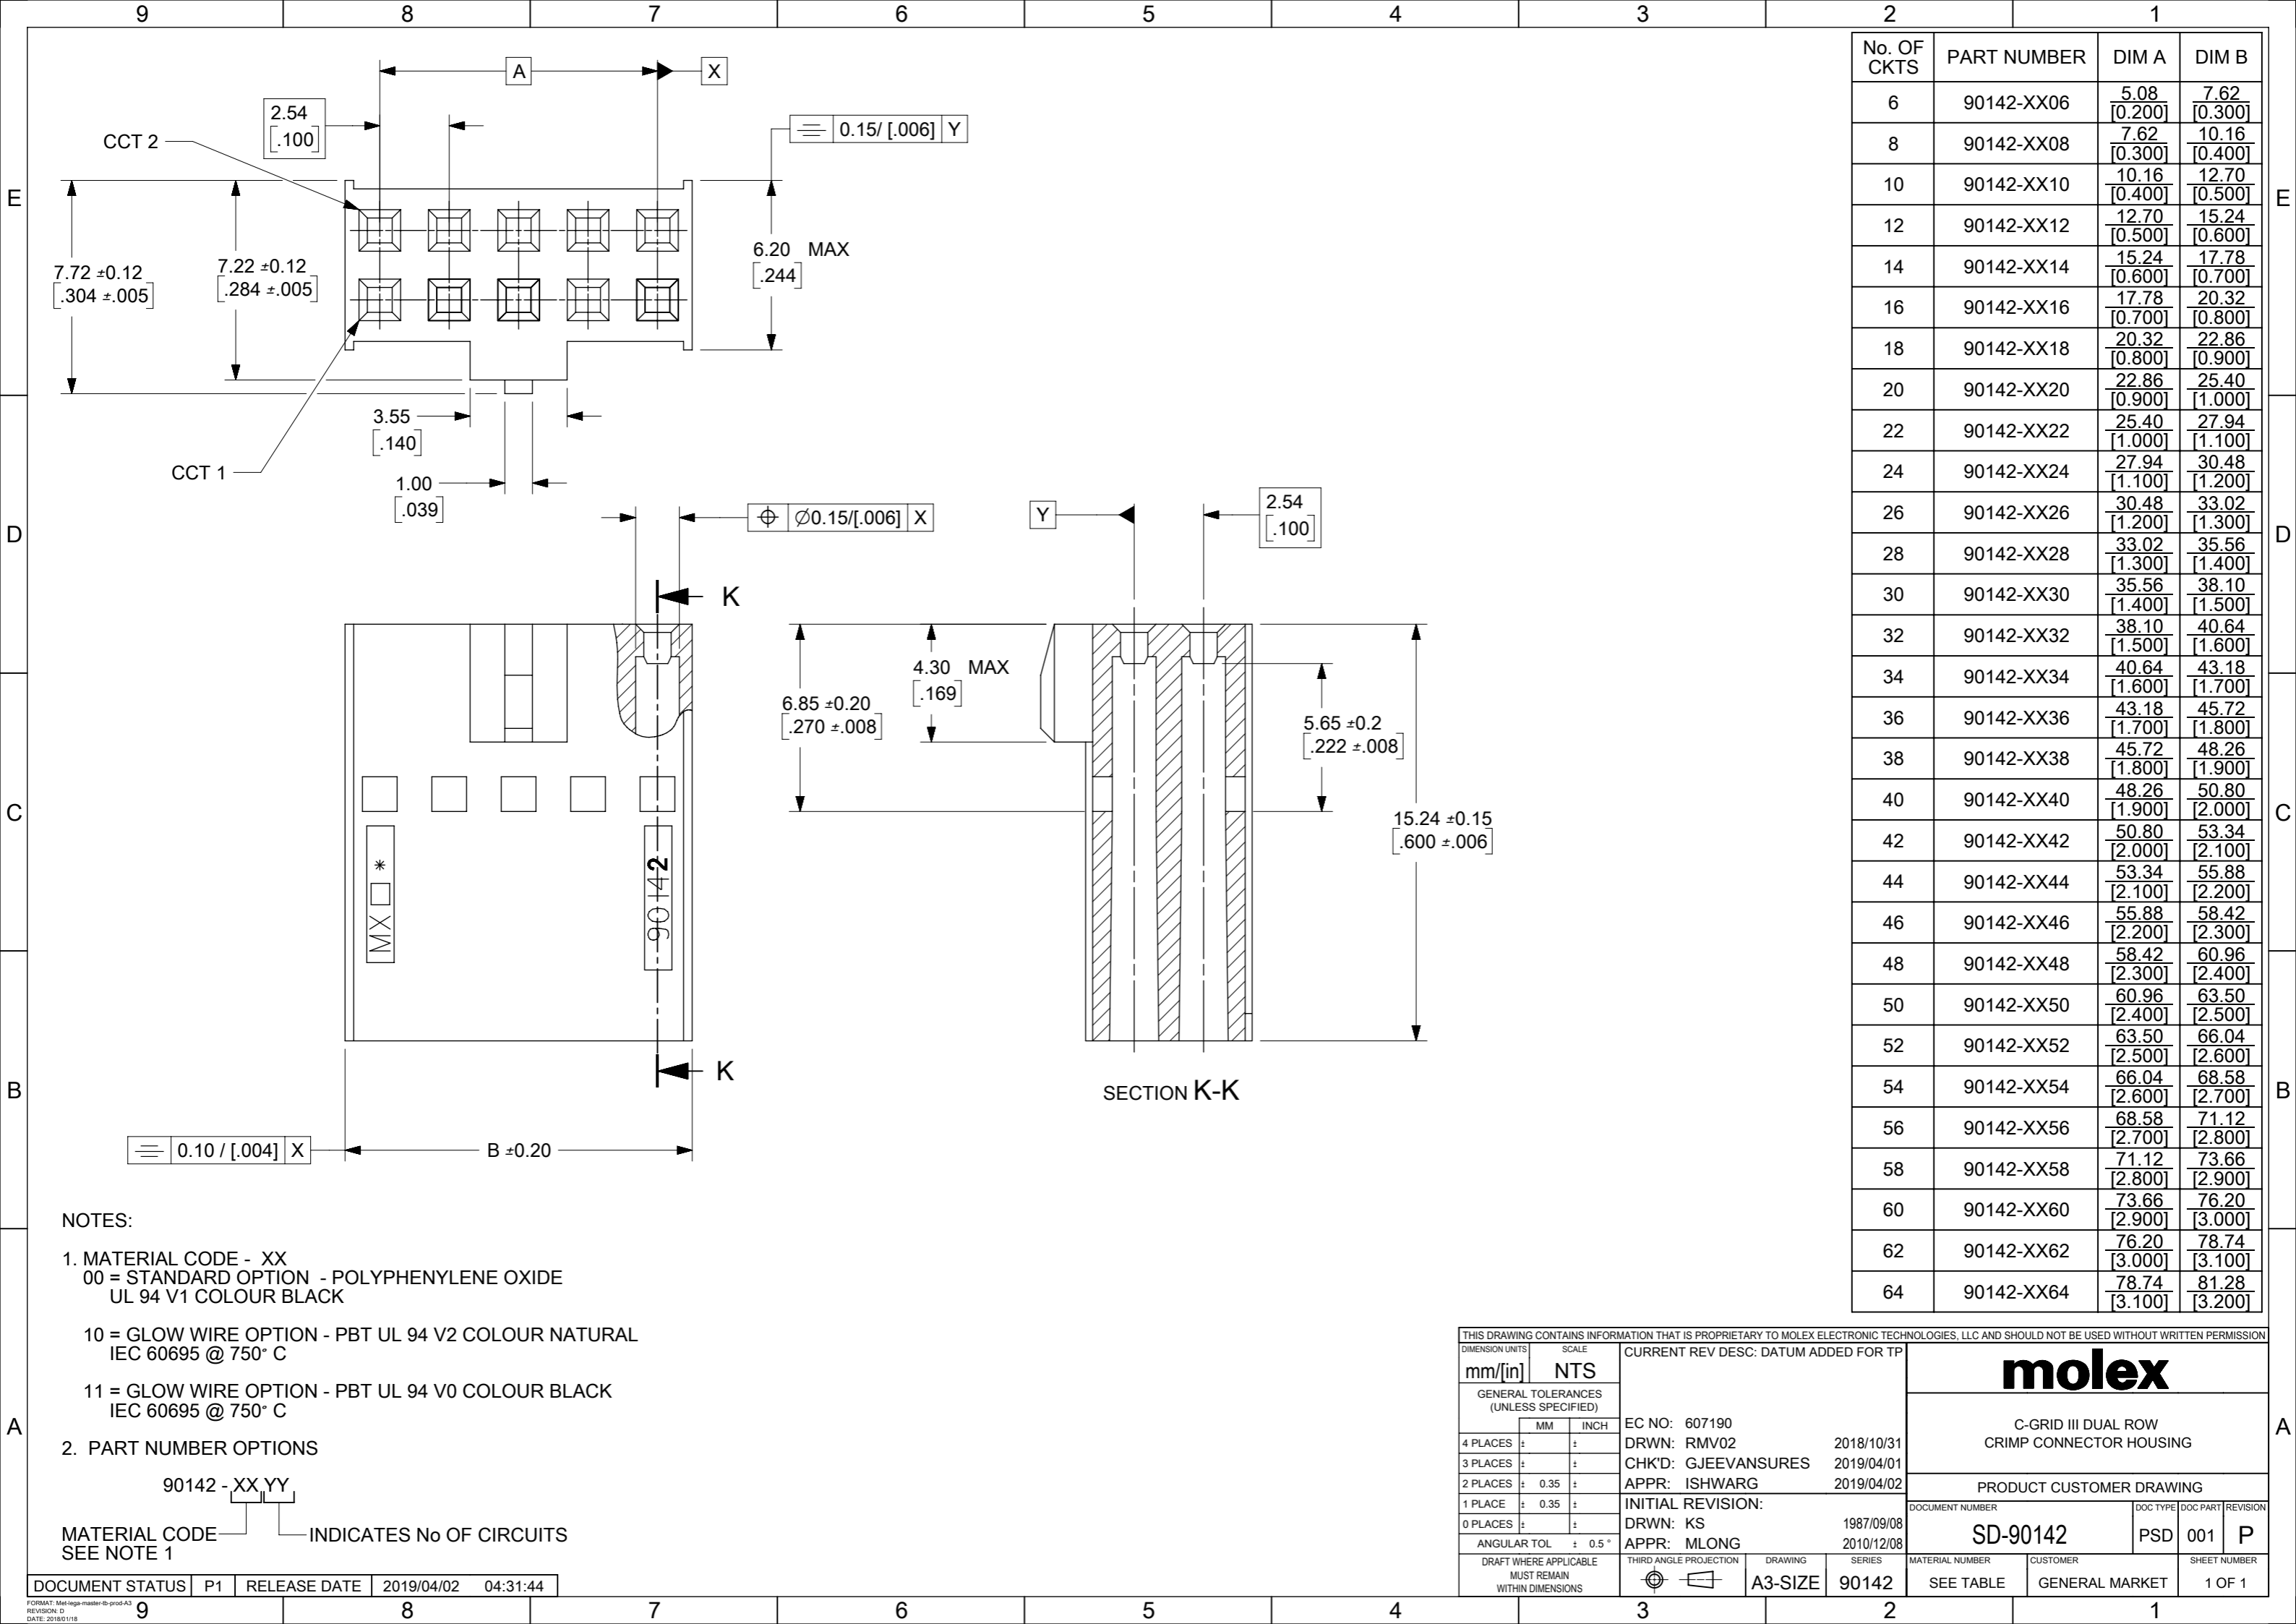 9 8 7 6 5 4 3 2 1
E
D
C
B
A
E
D
C
B
A
A
X
2.54
[.100]
CCT 2
0.15/ [.006] Y
7.72 ±0.12
[.304 ±.005]
7.22 ±0.12
[.284 ±.005]
6.20 MAX
[.244]
3.55
[.140]
CCT 1
1.00
[.039]
Ø0.15/[.006] X
Y
2.54
[.100]
K
4.30 MAX
[.169]
6.85 ±0.20
[.270 ±.008]
5.65 ±0.2
[.222 ±.008]
15.24 ±0.15
[.600 ±.006]
MX □ *
90142
K
SECTION K-K
0.10 / [.004] X
B ±0.20
No. OF CKTS PART NUMBER DIM A DIM B
6 90142-XX06 5.08 [0.200] 7.62 [0.300]
8 90142-XX08 7.62 [0.300] 10.16 [0.400]
10 90142-XX10 10.16 [0.400] 12.70 [0.500]
12 90142-XX12 12.70 [0.500] 15.24 [0.600]
14 90142-XX14 15.24 [0.600] 17.78 [0.700]
16 90142-XX16 17.78 [0.700] 20.32 [0.800]
18 90142-XX18 20.32 [0.800] 22.86 [0.900]
20 90142-XX20 22.86 [0.900] 25.40 [1.000]
22 90142-XX22 25.40 [1.000] 27.94 [1.100]
24 90142-XX24 27.94 [1.100] 30.48 [1.200]
26 90142-XX26 30.48 [1.200] 33.02 [1.300]
28 90142-XX28 33.02 [1.300] 35.56 [1.400]
30 90142-XX30 35.56 [1.400] 38.10 [1.500]
32 90142-XX32 38.10 [1.500] 40.64 [1.600]
34 90142-XX34 40.64 [1.600] 43.18 [1.700]
36 90142-XX36 43.18 [1.700] 45.72 [1.800]
38 90142-XX38 45.72 [1.800] 48.26 [1.900]
40 90142-XX40 48.26 [1.900] 50.80 [2.000]
42 90142-XX42 50.80 [2.000] 53.34 [2.100]
44 90142-XX44 53.34 [2.100] 55.88 [2.200]
46 90142-XX46 55.88 [2.200] 58.42 [2.300]
48 90142-XX48 58.42 [2.300] 60.96 [2.400]
50 90142-XX50 60.96 [2.400] 63.50 [2.500]
52 90142-XX52 63.50 [2.500] 66.04 [2.600]
54 90142-XX54 66.04 [2.600] 68.58 [2.700]
56 90142-XX56 68.58 [2.700] 71.12 [2.800]
58 90142-XX58 71.12 [2.800] 73.66 [2.900]
60 90142-XX60 73.66 [2.900] 76.20 [3.000]
62 90142-XX62 76.20 [3.000] 78.74 [3.100]
64 90142-XX64 78.74 [3.100] 81.28 [3.200]
NOTES:
1. MATERIAL CODE - XX
00 = STANDARD OPTION - POLYPHENYLENE OXIDE
UL 94 V1 COLOUR BLACK
10 = GLOW WIRE OPTION - PBT UL 94 V2 COLOUR NATURAL
IEC 60695 @ 750° C
11 = GLOW WIRE OPTION - PBT UL 94 V0 COLOUR BLACK
IEC 60695 @ 750° C
2. PART NUMBER OPTIONS
90142 - XX YY
MATERIAL CODE
SEE NOTE 1
INDICATES No OF CIRCUITS
DOCUMENT STATUS P1 RELEASE DATE 2019/04/02 04:31:44
FORMAT: Met-lega-master-tb-prod-A3
REVISION: D
DATE: 2018/01/18
THIS DRAWING CONTAINS INFORMATION THAT IS PROPRIETARY TO MOLEX ELECTRONIC TECHNOLOGIES, LLC AND SHOULD NOT BE USED WITHOUT WRITTEN PERMISSION
DIMENSION UNITS SCALE
mm/[in] NTS
GENERAL TOLERANCES
(UNLESS SPECIFIED)
MM INCH
4 PLACES ± ±
3 PLACES ± ±
2 PLACES ± 0.35 ±
1 PLACE ± 0.35 ±
0 PLACES ± ±
ANGULAR TOL ± 0.5 °
DRAFT WHERE APPLICABLE
MUST REMAIN
WITHIN DIMENSIONS
CURRENT REV DESC: DATUM ADDED FOR TP
EC NO: 607190
DRWN: RMV02 2018/10/31
CHK'D: GJEEVANSURES 2019/04/01
APPR: ISHWARG 2019/04/02
INITIAL REVISION:
DRWN: KS 1987/09/08
APPR: MLONG 2010/12/08
THIRD ANGLE PROJECTION DRAWING SERIES
A3-SIZE 90142
molex
C-GRID III DUAL ROW
CRIMP CONNECTOR HOUSING
PRODUCT CUSTOMER DRAWING
DOCUMENT NUMBER DOC TYPE DOC PART REVISION
SD-90142 PSD 001 P
MATERIAL NUMBER CUSTOMER SHEET NUMBER
SEE TABLE GENERAL MARKET 1 OF 1
9 8 7 6 5 4 3 2 1